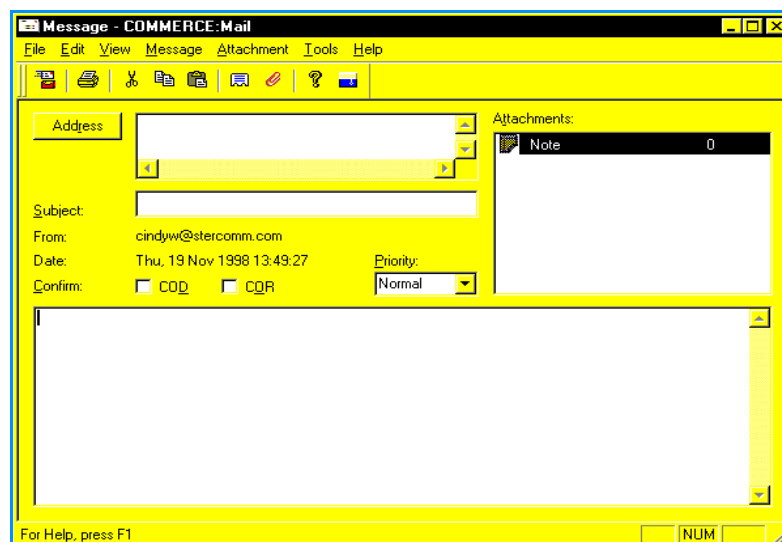 Message - COMMERCE:Mail
File Edit View Message Attachment Tools Help
Address
Attachments:
Note 0
Subject:
From: cindyw@stercomm.com
Date: Thu, 19 Nov 1998 13:49:27
Priority:
Confirm: COD COR Normal
For Help, press F1 NUM